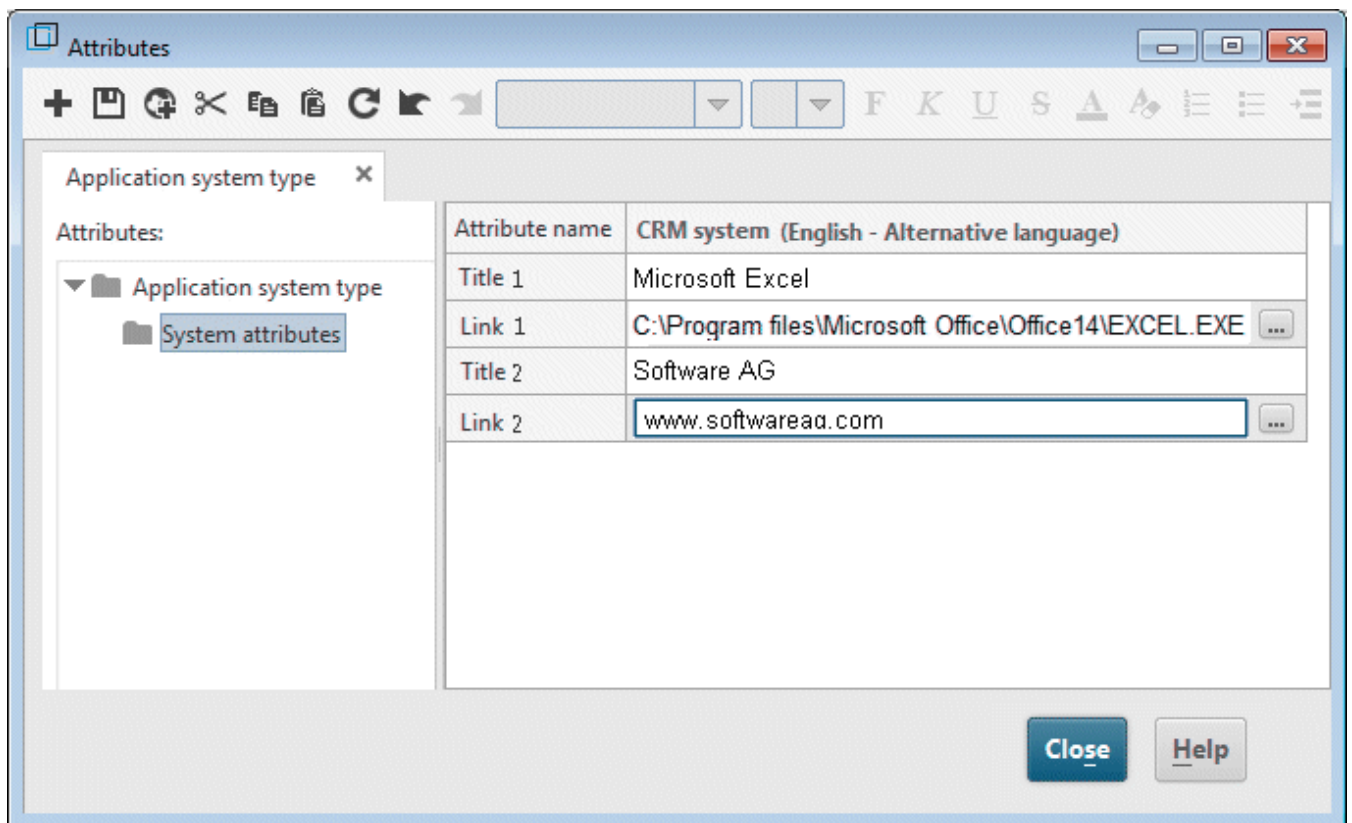 Attributes
F K U S A
Application system type ×
Attributes:
Application system type
System attributes
Attribute name CRM system (English - Alternative language)
Title 1 Microsoft Excel
Link 1 C:\Program files\Microsoft Office\Office14\EXCEL.EXE ...
Title 2 Software AG
Link 2 www.softwareag.com ...
Close Help